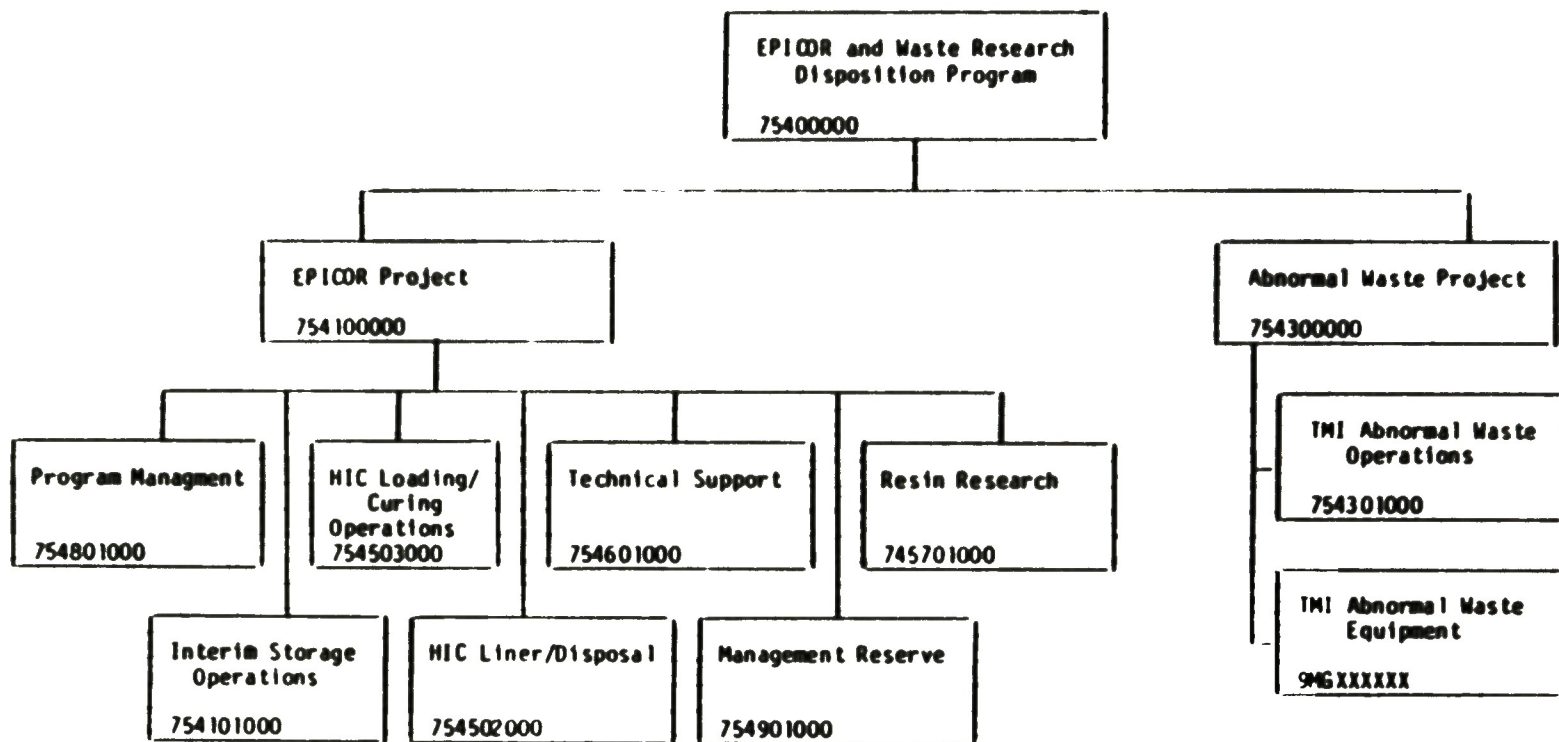 EPICOR and Waste Research
Disposition Program
75400000
EPICOR Project
754100000
Abnormal Waste Project
754300000
Program Managment
754801000
HIC Loading/
Curing
Operations
754503000
Technical Support
754601000
Resin Research
745701000
TMI Abnormal Waste
Operations
754301000
Interim Storage
Operations
754101000
HIC Liner/Disposal
754502000
Management Reserve
754901000
TMI Abnormal Waste
Equipment
9MGXXXXXX